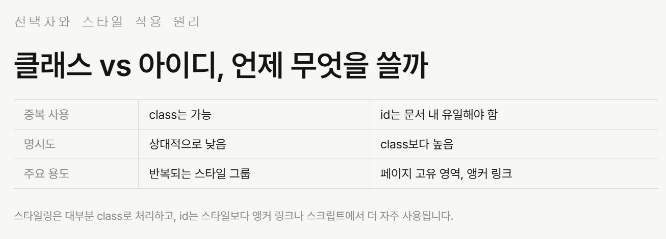 선택자와 스타일 적용 원리
클래스 vs 아이디, 언제 무엇을 쓸까
중복 사용 class는 가능 id는 문서 내 유일해야 함
명시도 상대적으로 낮음 class보다 높음
주요 용도 반복되는 스타일 그룹 페이지 고유 영역, 앵커 링크
스타일링은 대부분 class로 처리하고, id는 스타일보다 앵커 링크나 스크립트에서 더 자주 사용됩니다.